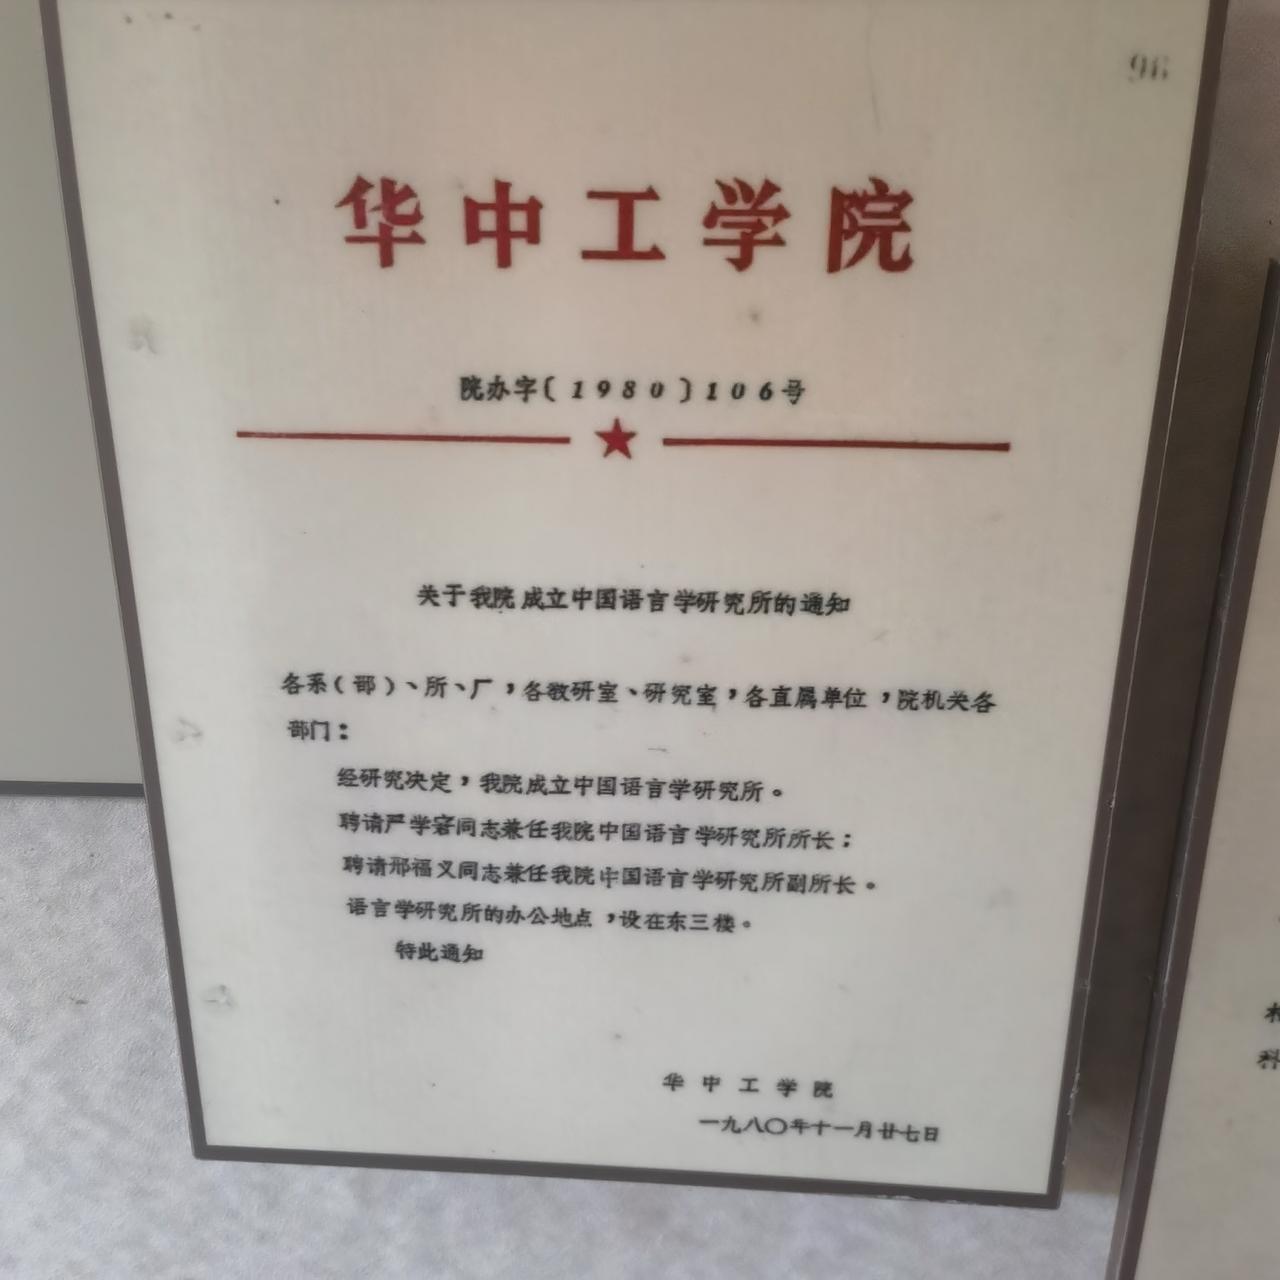 96
华中工学院
院办字〔1980〕106号
关于我院成立中国语言学研究所的通知
各系(部)、所、厂,各教研室、研究室,各直属单位,院机关各
部门:
经研究决定,我院成立中国语言学研究所。
聘请严学宭同志兼任我院中国语言学研究所所长;
聘请邢福义同志兼任我院中国语言学研究所副所长。
语言学研究所的办公地点,设在东三楼。
特此通知
华中工学院
一九八〇年十一月廿七日
科